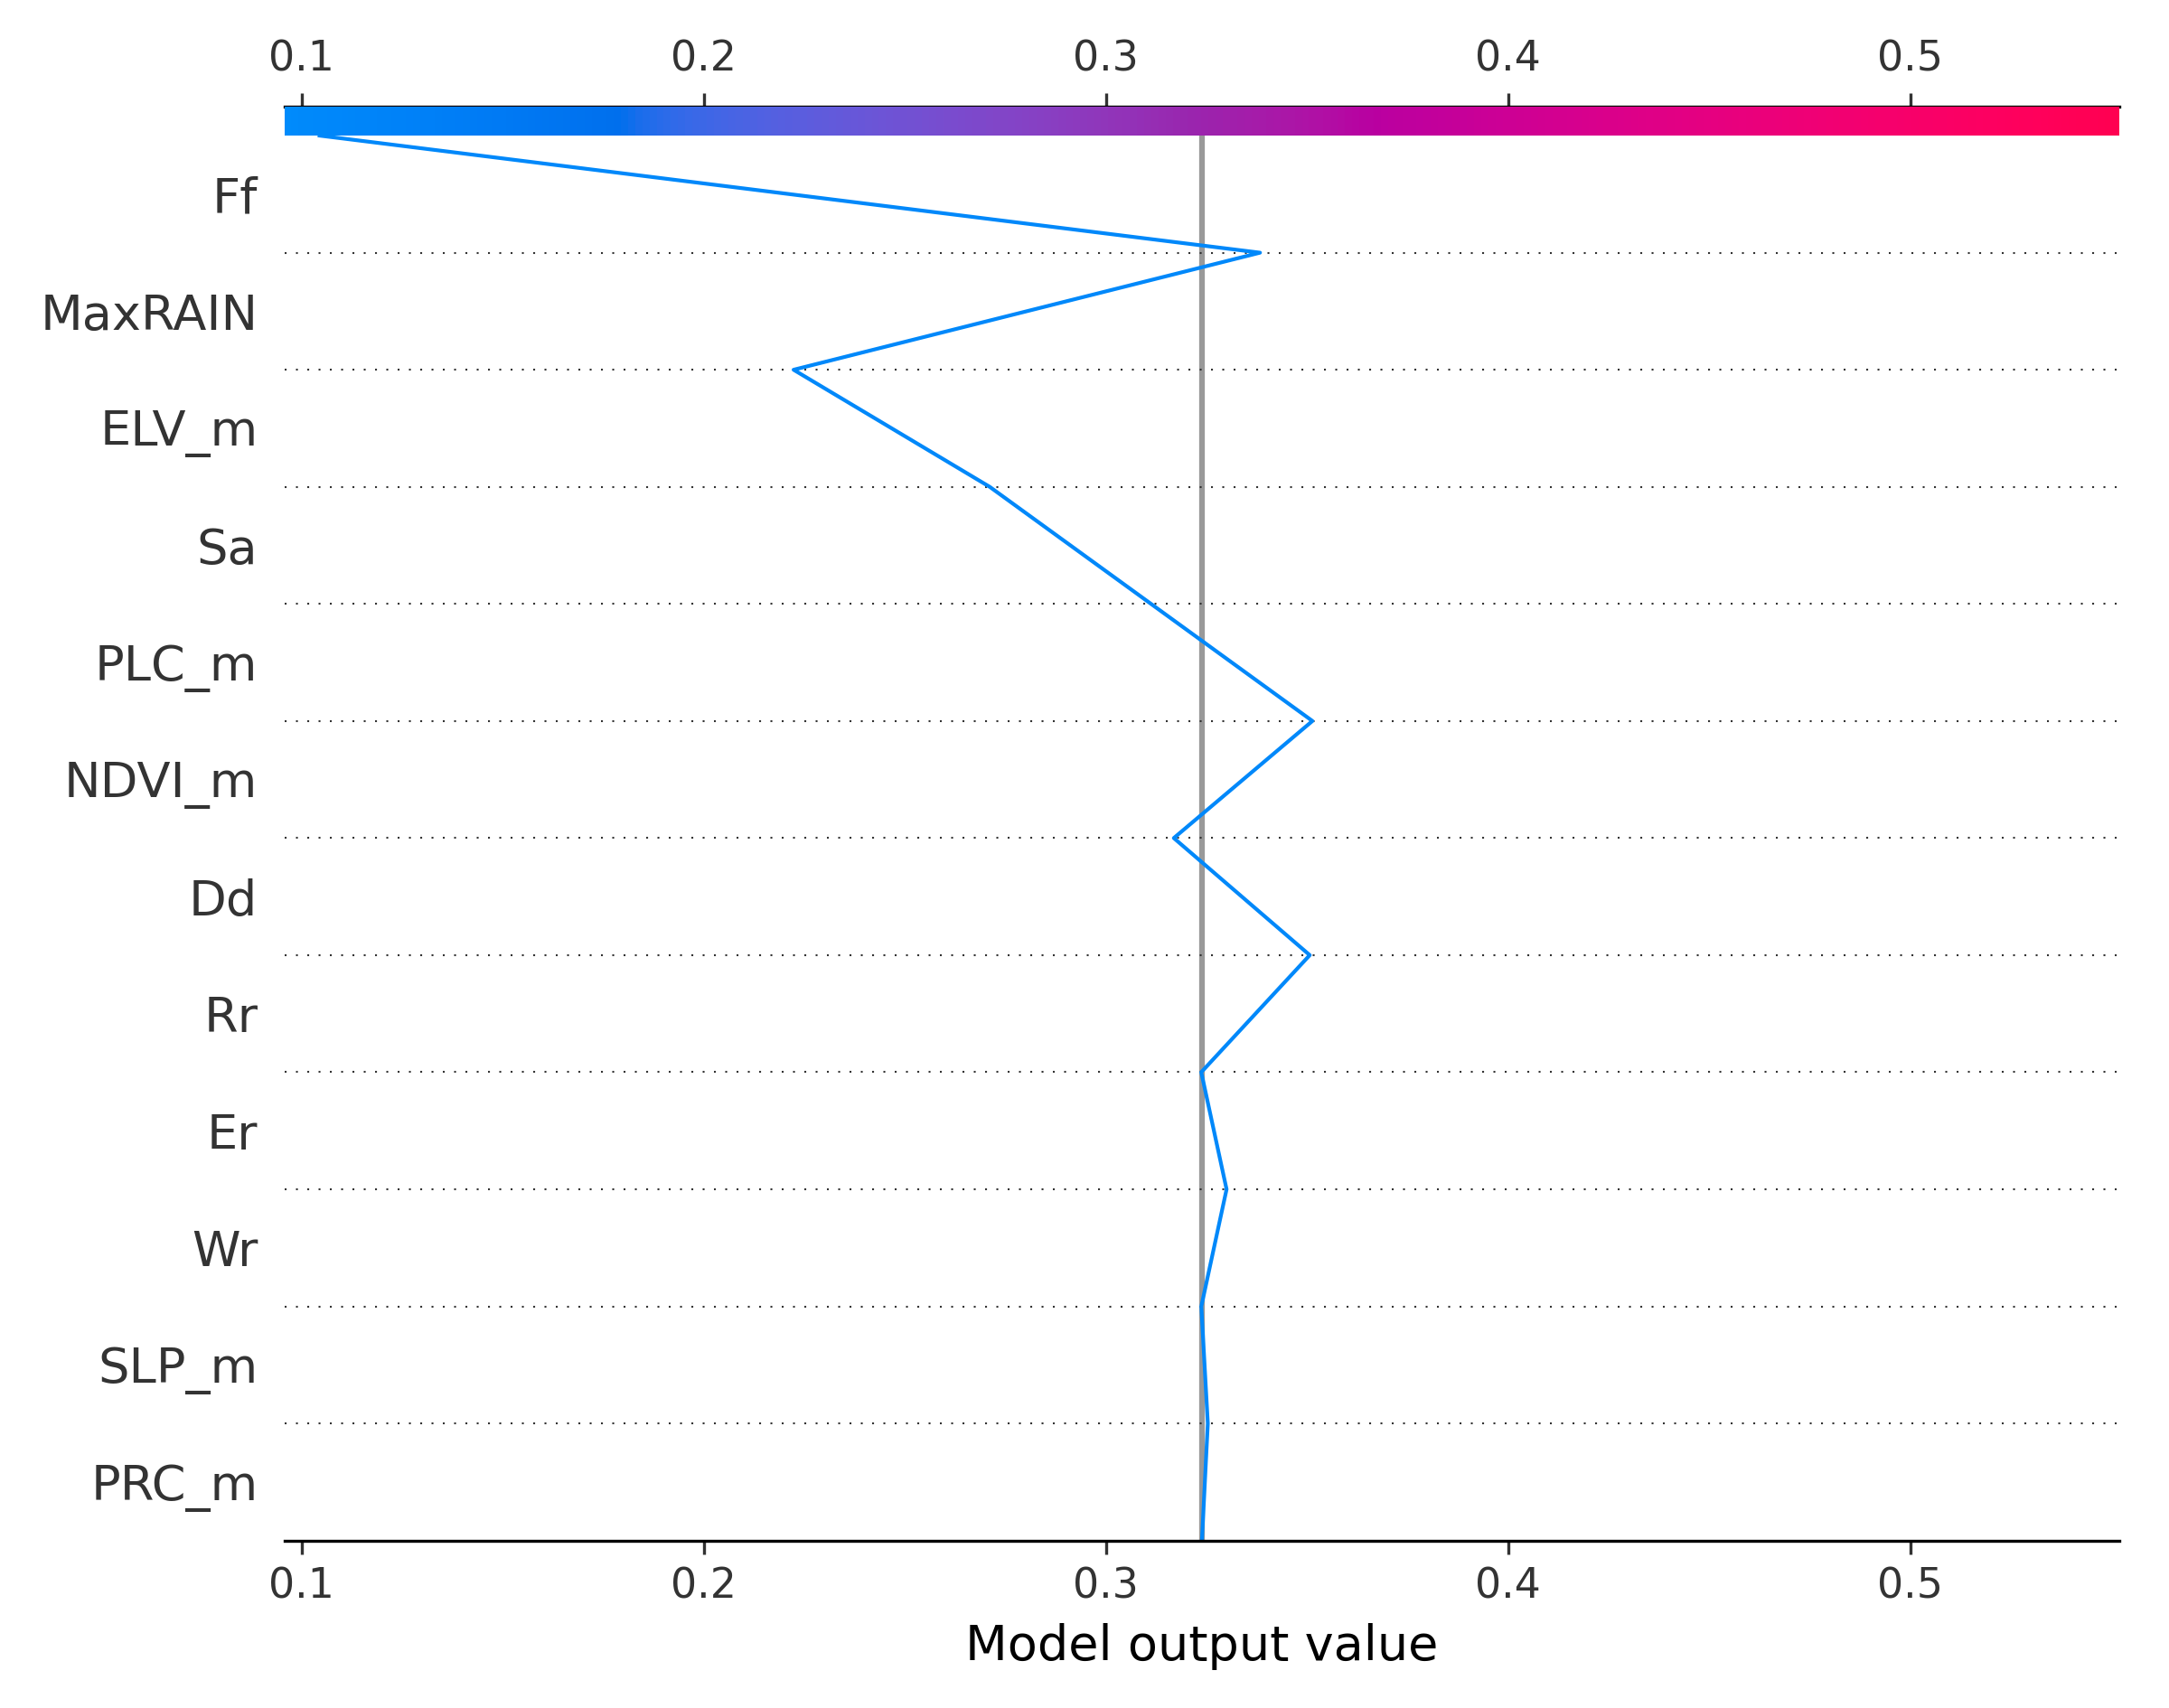 0.1 0.2 0.3 0.4 0.5
Ff
MaxRAIN
ELV_m
Sa
PLC_m
NDVI_m
Dd
Rr
Er
Wr
SLP_m
PRC_m
0.1 0.2 0.3 0.4 0.5
Model output value